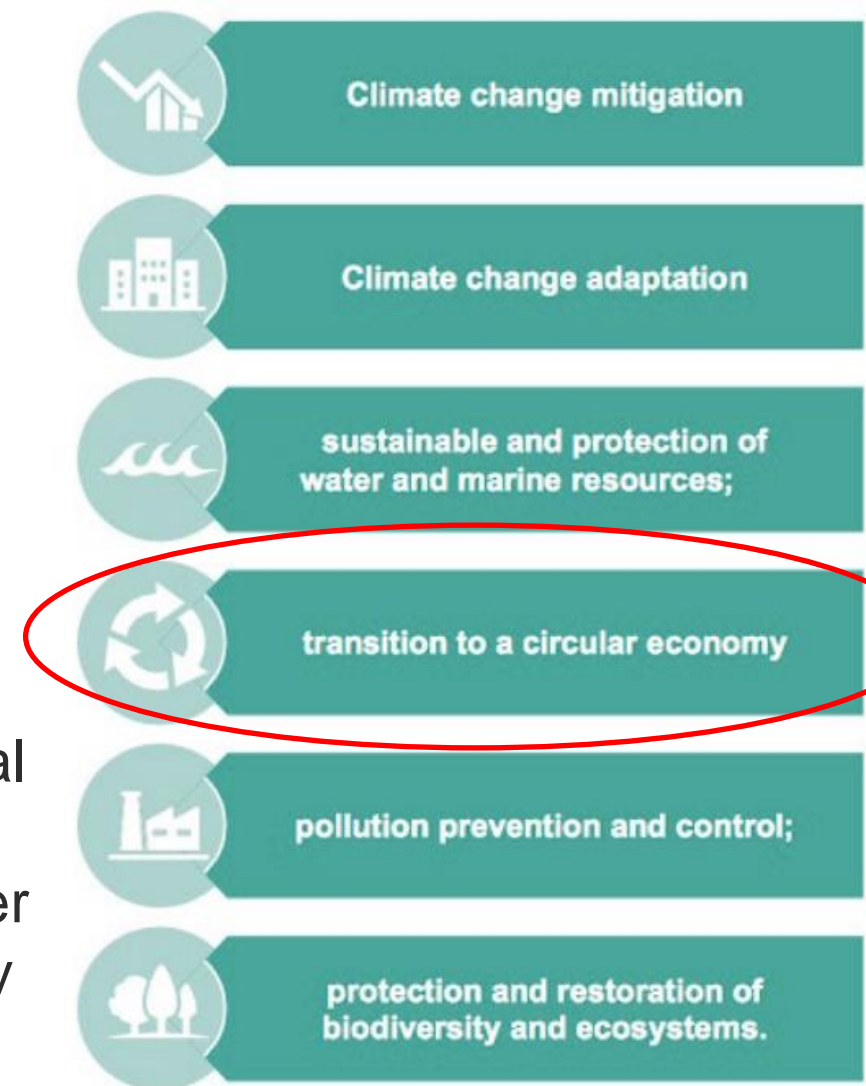 Climate change mitigation
Climate change adaptation
sustainable and protection of
water and marine resources;
transition to a circular economy
pollution prevention and control;
protection and restoration of
biodiversity and ecosystems.